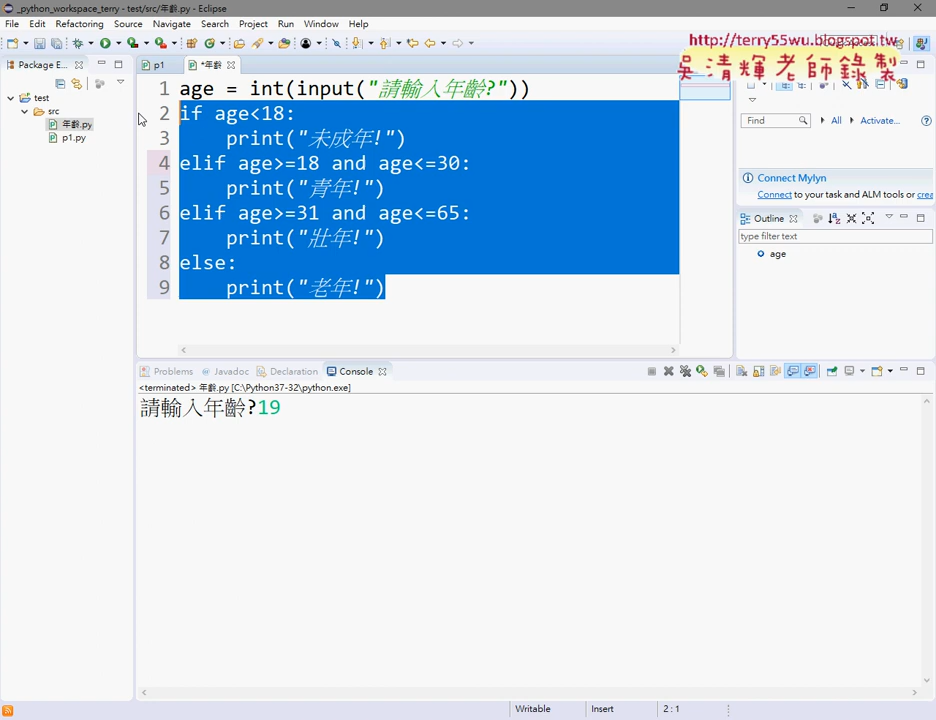 _python_workspace_terry - test/src/年齡.py - Eclipse
File Edit Refactoring Source Navigate Search Project Run Window Help
http://terry55wu.blogspot.tw
吳清輝老師錄製
Package E...
p1
*年齡
test
src
年齡.py
p1.py
1 age = int(input("請輸入年齡?"))
2 if age<18:
3 print("未成年!")
4 elif age>=18 and age<=30:
5 print("青年!")
6 elif age>=31 and age<=65:
7 print("壯年!")
8 else:
9 print("老年!")
Find
All
Activate...
Connect Mylyn
Connect to your task and ALM tools or crea
Outline
type filter text
age
Problems Javadoc Declaration Console
<terminated> 年齡.py [C:\Python37-32\python.exe]
請輸入年齡?19
Writable Insert 2 : 1